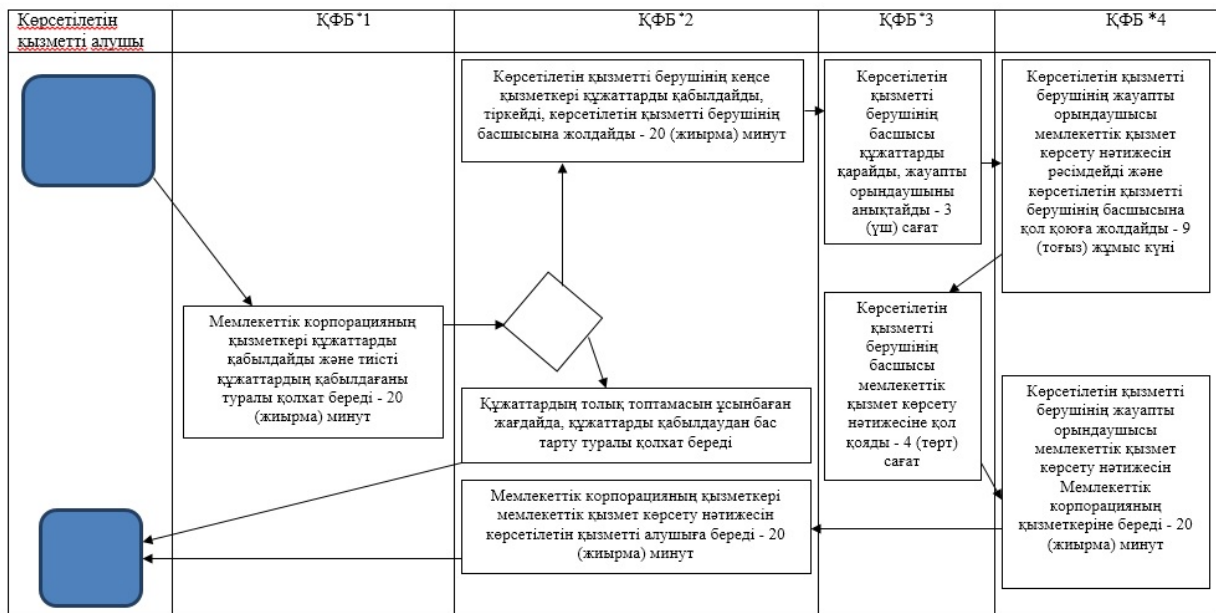 Көрсетілетін
қызметті алушы
ҚФБ*1
ҚФБ*2
ҚФБ*3
ҚФБ *4
Көрсетілетін қызметті берушінің кеңсе
қызметкері құжаттарды қабылдайды,
тіркейді, көрсетілетін қызметті берушінің
басшысына жолдайды - 20 (жиырма) минут
Көрсетілетін
қызметті
берушінің
басшысы
құжаттарды
қарайды, жауапты
орындаушыны
анықтайды - 3
(үш) сағат
Көрсетілетін қызметті
берушінің жауапты
орындаушысы
мемлекеттік қызмет
көрсету нәтижесін
рәсімдейді және
көрсетілетін қызметті
берушінің басшысына
қол қоюға жолдайды - 9
(тоғыз) жұмыс күні
Мемлекеттік корпорацияның
қызметкері құжаттарды
қабылдайды және тиісті
құжаттардың қабылдағаны
туралы қолхат береді - 20
(жиырма) минут
Құжаттардың толық топтамасын ұсынбаған
жағдайда, құжаттарды қабылдаудан бас
тарту туралы қолхат береді
Көрсетілетін
қызметті
берушінің
басшысы
мемлекеттік
қызмет көрсету
нәтижесіне қол
қояды - 4 (төрт)
сағат
Көрсетілетін қызметті
берушінің жауапты
орындаушысы
мемлекеттік қызмет
көрсету нәтижесін
Мемлекеттік
корпорацияның
қызметкеріне береді - 20
(жиырма) минут
Мемлекеттік корпорацияның қызметкері
мемлекеттік қызмет көрсету нәтижесін
көрсетілетін қызметті алушыға береді - 20
(жиырма) минут